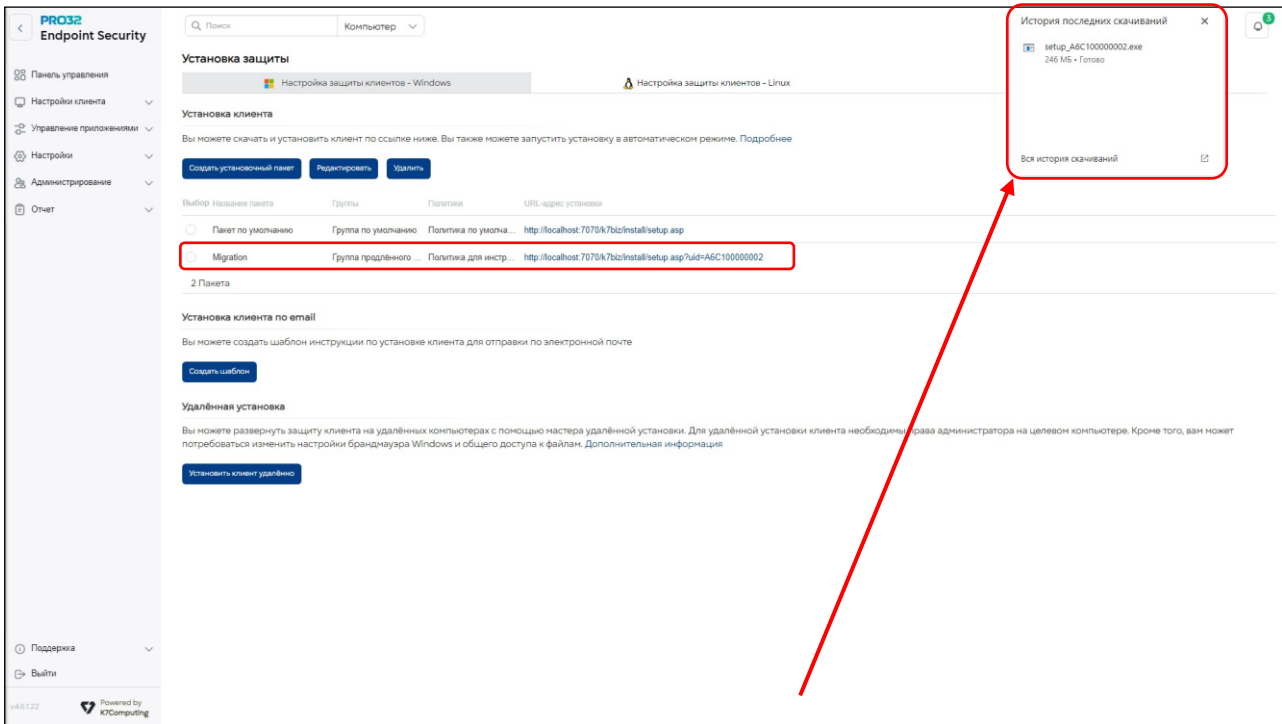 PRO32
Endpoint Security
Поиск
Компьютер
История последних скачиваний
3
setup_A6C100000002.exe
246 МБ • Готово
Вся история скачиваний
Панель управления
Настройки клиента
Управление приложениями
Настройки
Администрирование
Отчет
Установка защиты
Настройка защиты клиентов - Windows
Настройка защиты клиентов - Linux
Установка клиента
Вы можете скачать и установить клиент по ссылке ниже. Вы также можете запустить установку в автоматическом режиме. Подробнее
Создать установочный пакет
Редактировать
Удалить
Выбор Название пакета Группы Политики URL-адрес установки
Пакет по умолчанию Группа по умолчанию Политика по умолча... http://localhost:7070/k7biz/install/setup.asp
Migration Группа продлённого ... Политика для инстр... http://localhost:7070/k7biz/install/setup.asp?uid=A6C100000002
2 Пакета
Установка клиента по email
Вы можете создать шаблон инструкции по установке клиента для отправки по электронной почте
Создать шаблон
Удалённая установка
Вы можете развернуть защиту клиента на удалённых компьютерах с помощью мастера удалённой установки. Для удалённой установки клиента необходимы права администратора на целевом компьютере. Кроме того, вам может
потребоваться изменить настройки брандмауэра Windows и общего доступа к файлам. Дополнительная информация
Установить клиент удалённо
Поддержка
Выйти
v4.6.1.22
Powered by
K7Computing